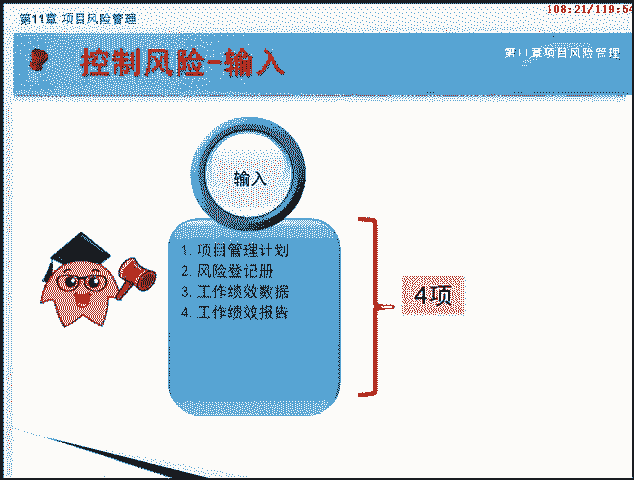 第11章 项目风险管理
108:21/119:54
控制风险-输入
第11章项目风险管理
输入
1. 项目管理计划
2. 风险登记册
3. 工作绩效数据
4. 工作绩效报告
4项